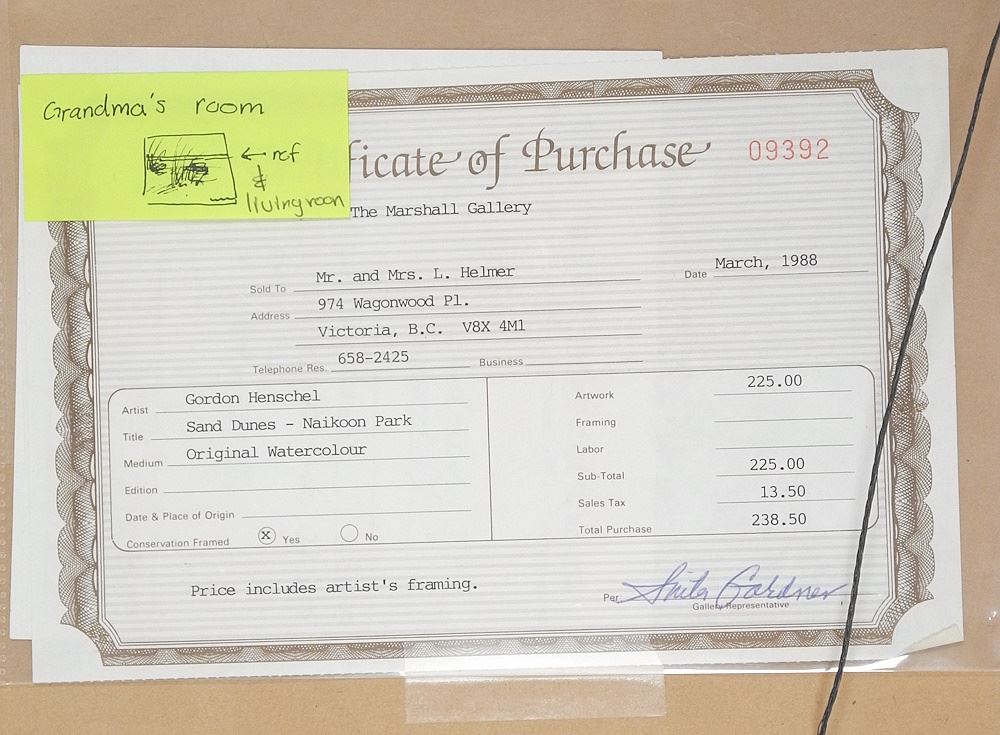 Grandma's room
← ref
& livingroom
ficate of Purchase 09392
The Marshall Gallery
Sold To Mr. and Mrs. L. Helmer Date March, 1988
Address 974 Wagonwood Pl.
Victoria, B.C. V8X 4M1
Telephone Res. 658-2425 Business
Artist Gordon Henschel
Title Sand Dunes - Naikoon Park
Medium Original Watercolour
Edition
Date & Place of Origin
Conservation Framed X Yes No
Artwork 225.00
Framing
Labor
Sub-Total 225.00
Sales Tax 13.50
Total Purchase 238.50
Price includes artist's framing.
Per Anita Gardner
Gallery Representative